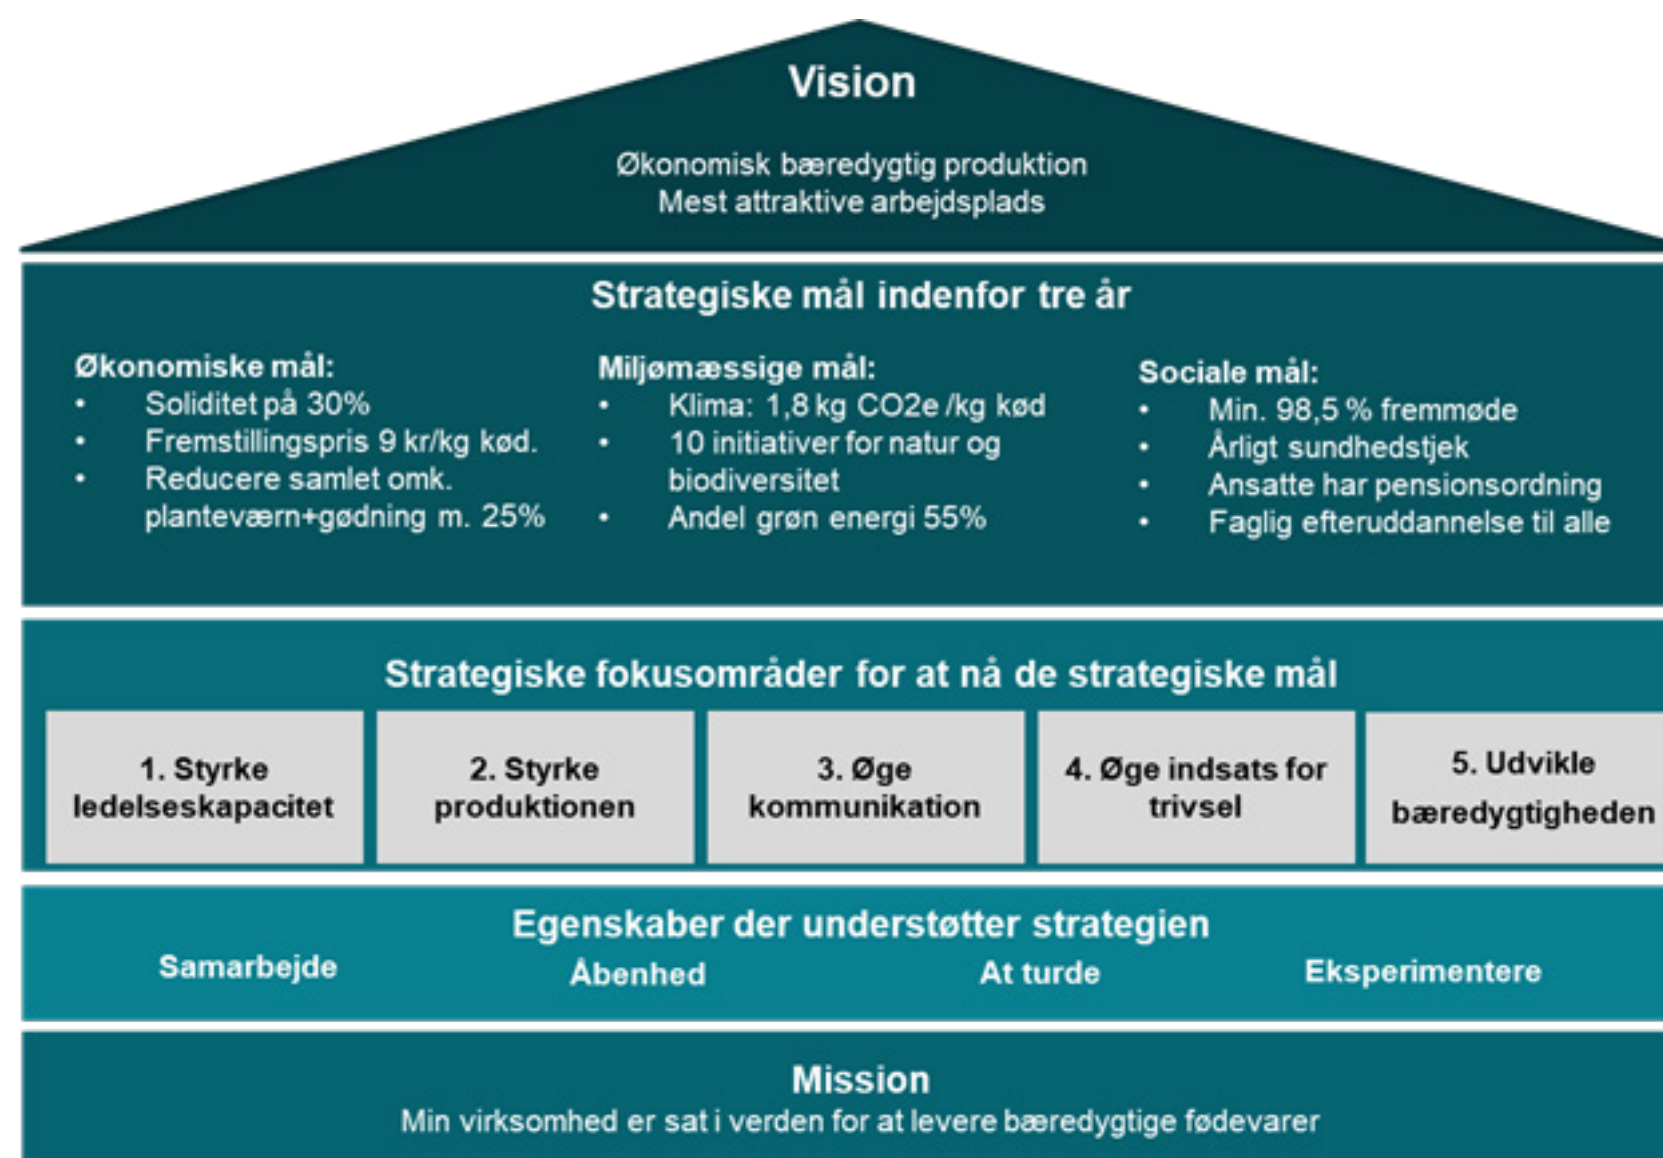 Vision
Økonomisk bæredygtig produktion
Mest attraktive arbejdsplads
Strategiske mål indenfor tre år
Økonomiske mål:
• Soliditet på 30%
• Fremstillingspris 9 kr/kg kød.
• Reducere samlet omk.
planteværn+gødning m. 25%
Miljømæssige mål:
• Klima: 1,8 kg CO2e /kg kød
• 10 initiativer for natur og
biodiversitet
• Andel grøn energi 55%
Sociale mål:
• Min. 98,5 % fremmøde
• Årligt sundhedstjek
• Ansatte har pensionsordning
• Faglig efteruddannelse til alle
Strategiske fokusområder for at nå de strategiske mål
1. Styrke
ledelseskapacitet
2. Styrke
produktionen
3. Øge
kommunikation
4. Øge indsats for
trivsel
5. Udvikle
bæredygtigheden
Egenskaber der understøtter strategien
Samarbejde
Åbenhed
At turde
Eksperimentere
Mission
Min virksomhed er sat i verden for at levere bæredygtige fødevarer